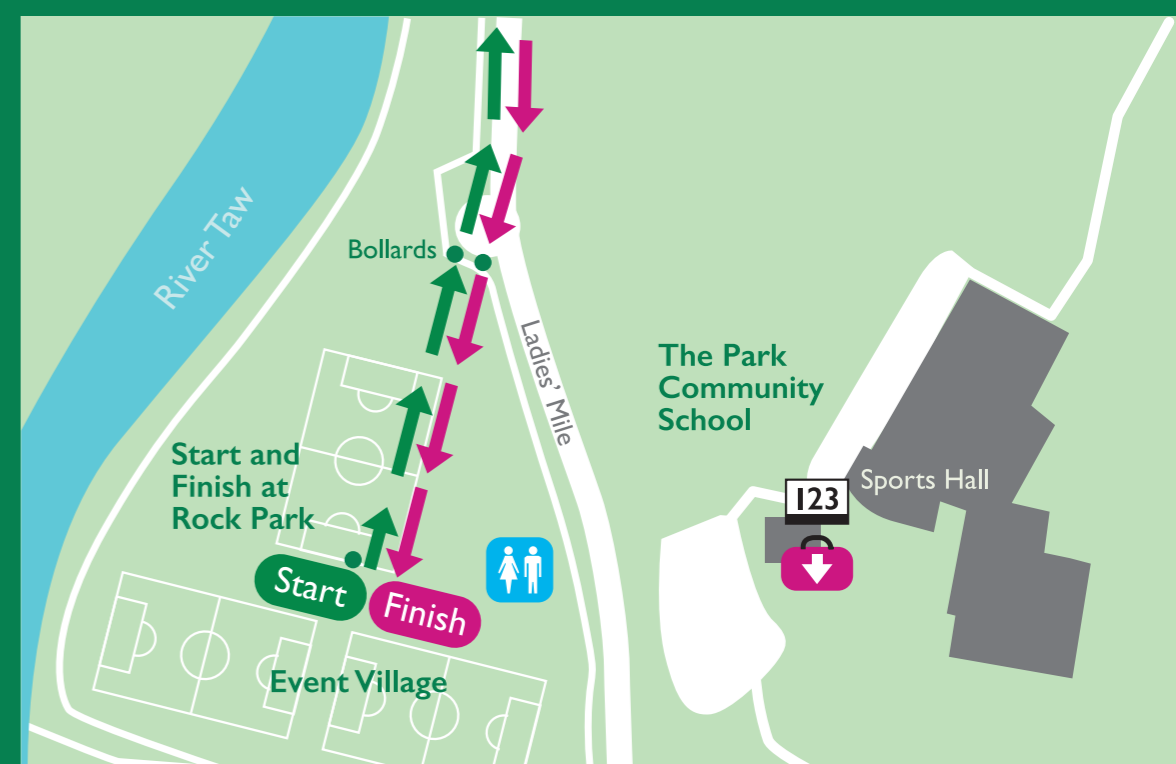 River Taw
Bollards
Ladies' Mile
The Park
Community
School
Start and
Finish at
Rock Park
Sports Hall
123
Start
Finish
Event Village